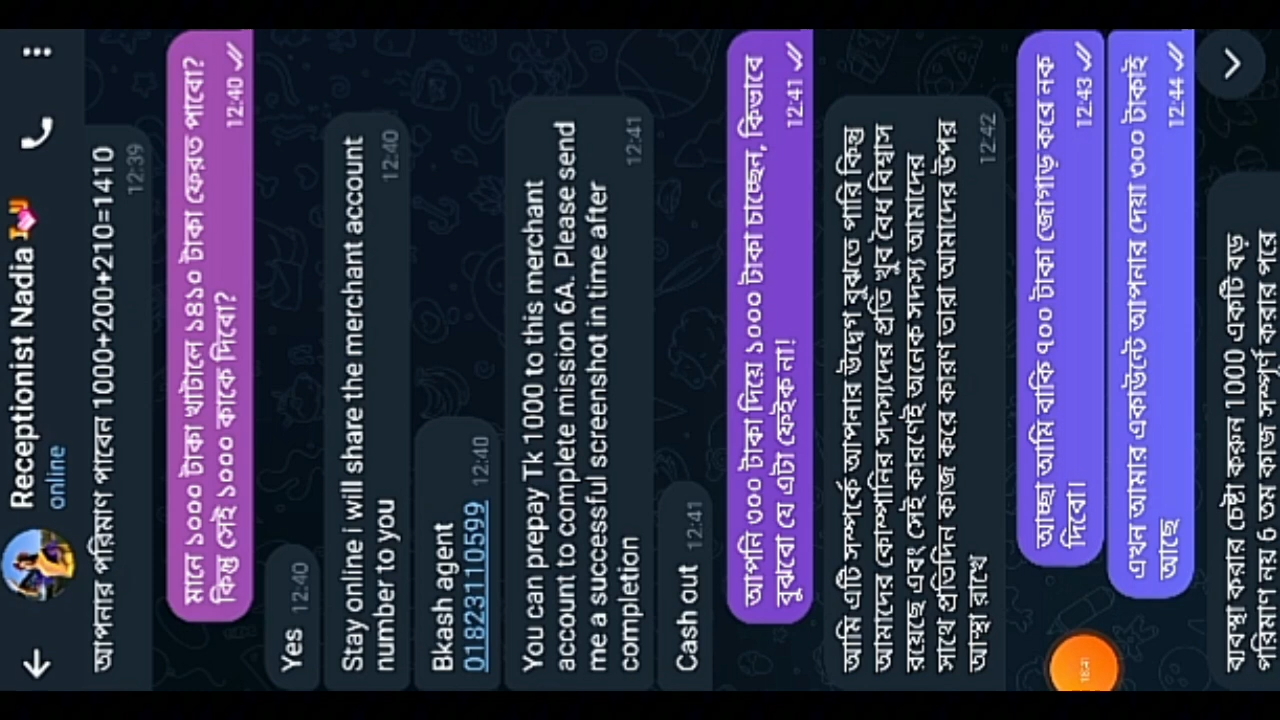 Receptionist Nadia I🇺
online
আপনার পরিমাণ পাবেন 1000+200+210=1410
12:39
মানে ১০০০ টাকা খাটালে ১৪১০ টাকা ফেরত পাবো?
কিন্তু সেই ১০০০ কাকে দিবো?
12:40
Yes 12:40
Stay online i will share the merchant account
number to you
12:40
Bkash agent
01823110599 12:40
You can prepay Tk 1000 to this merchant
account to complete mission 6A. Please send
me a successful screenshot in time after
completion
12:41
Cash out 12:41
আপনি ৩০০ টাকা দিয়ে ১০০০ টাকা চাচ্ছেন, কিভাবে
বুঝবো যে এটা ফেইক না!
12:41
আমি এটি সম্পর্কে আপনার উদ্বেগ বুঝতে পারি কিন্তু
আমাদের কোম্পানির সদস্যদের প্রতি খুব বৈধ বিশ্বাস
রয়েছে এবং সেই কারণেই অনেক সদস্য আমাদের
সাথে প্রতিদিন কাজ করে কারণ তারা আমাদের উপর
আস্থা রাখে
12:42
আচ্ছা আমি বাকি ৭০০ টাকা জোগাড় করে নক
দিবো।
12:43
এখন আমার একাউন্টে আপনার দেয়া ৩০০ টাকাই
আছে
12:44
ব্যবস্থা করার চেষ্টা করুন 1000 একটি বড়
পরিমাণ নয় 6 তম কাজ সম্পূর্ণ করার পরে